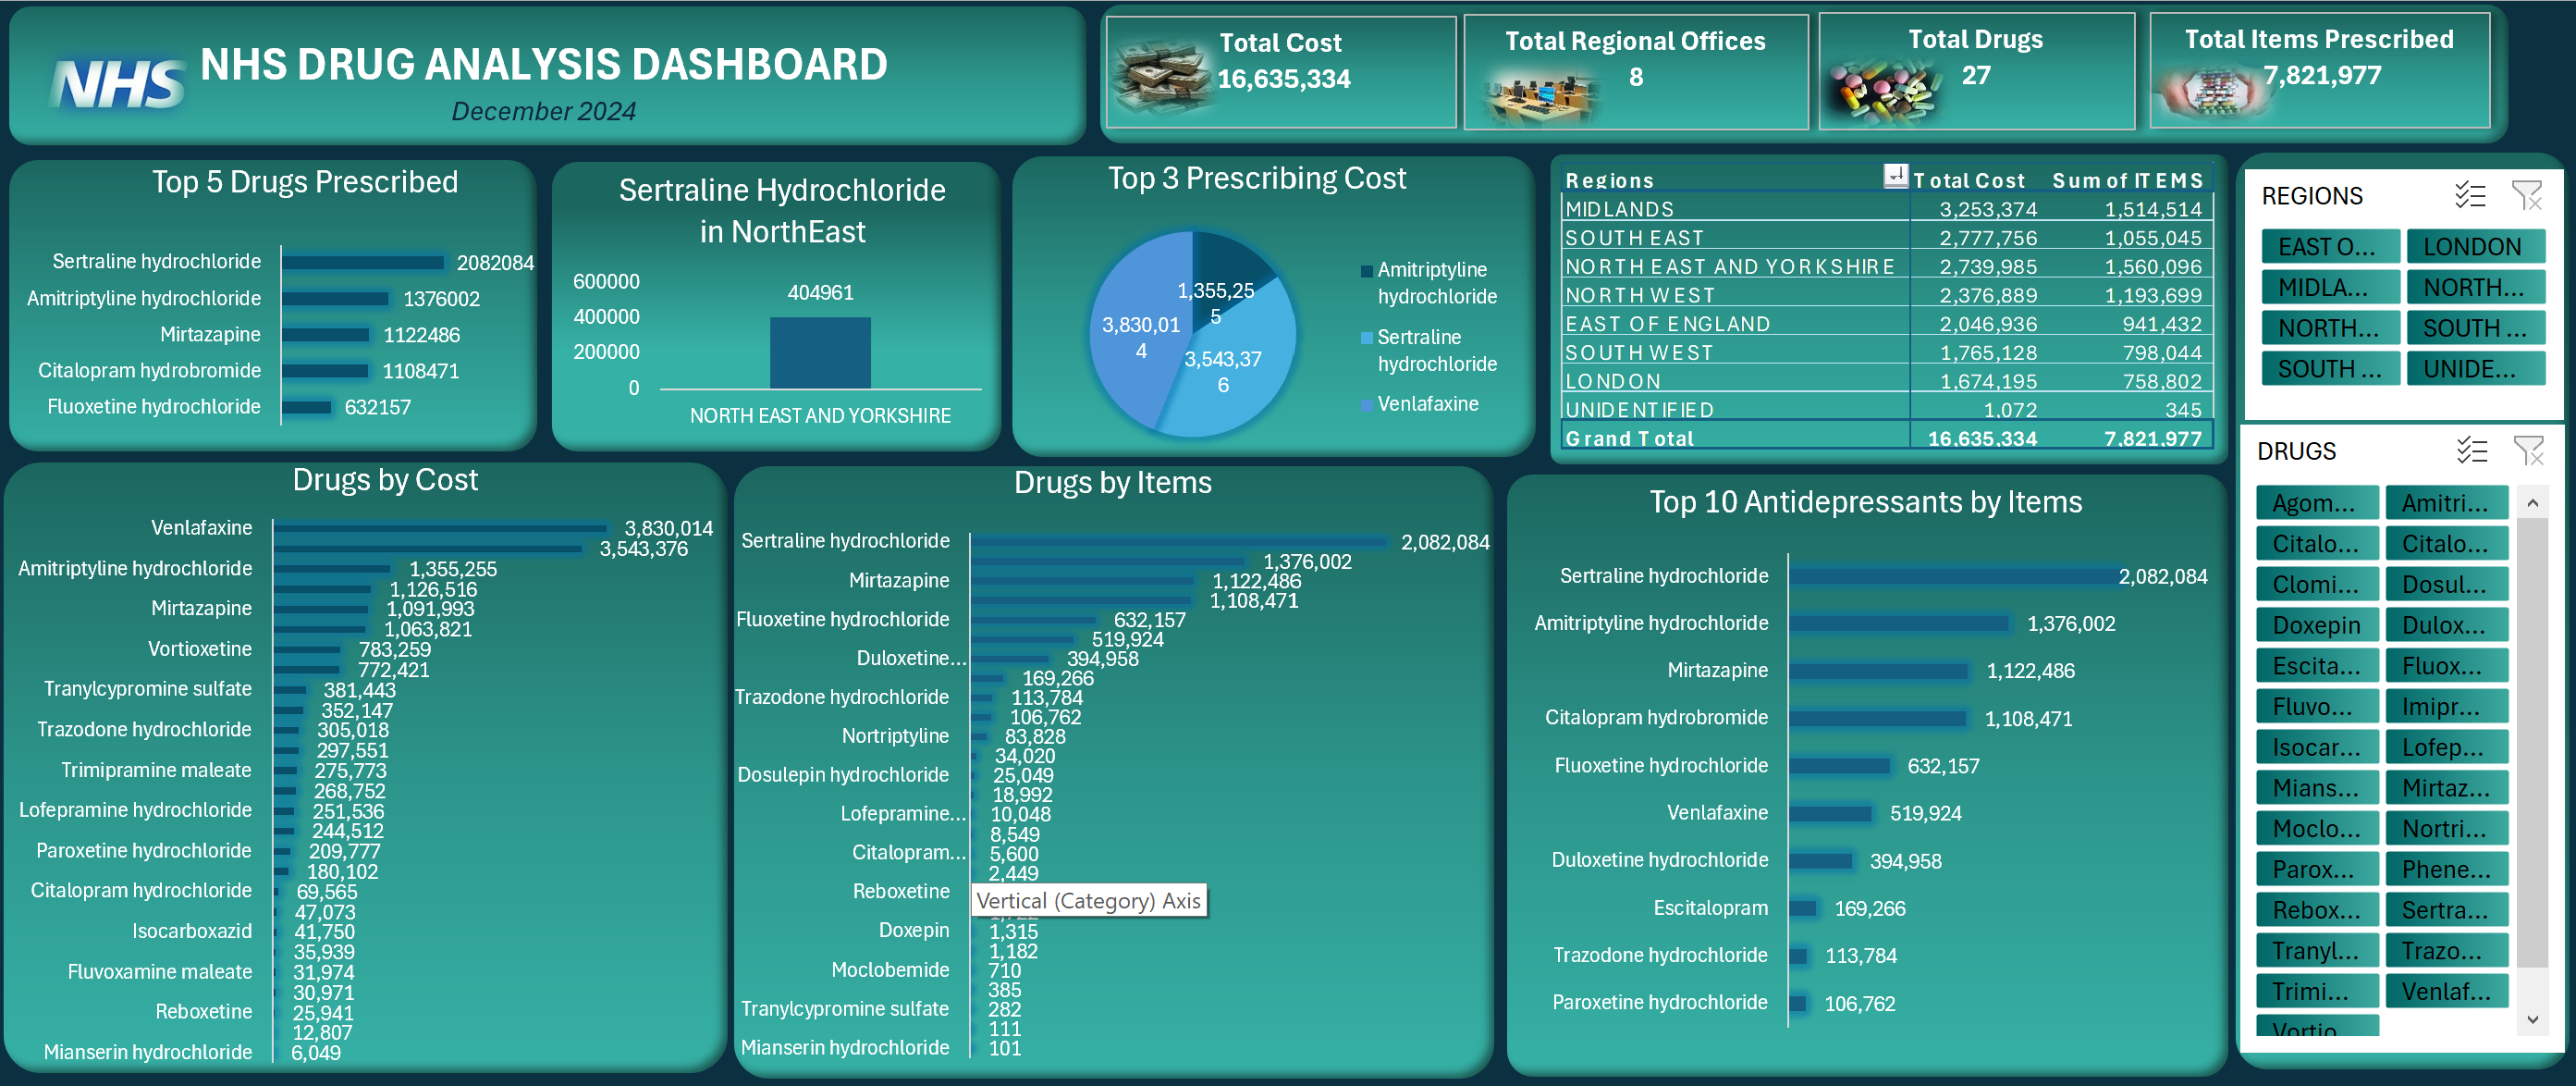 NHS
NHS DRUG ANALYSIS DASHBOARD
December 2024
Total Cost
16,635,334
Total Regional Offices
8
Total Drugs
27
Total Items Prescribed
7,821,977
Top 5 Drugs Prescribed
Sertraline hydrochloride 2082084
Amitriptyline hydrochloride 1376002
Mirtazapine 1122486
Citalopram hydrobromide 1108471
Fluoxetine hydrochloride 632157
Sertraline Hydrochloride
in NorthEast
600000
400000
200000
0
404961
NORTH EAST AND YORKSHIRE
Top 3 Prescribing Cost
1,355,25
5
3,830,01
4
3,543,37
6
Amitriptyline
hydrochloride
Sertraline
hydrochloride
Venlafaxine
Regions Total Cost Sum of ITEMS
MIDLANDS 3,253,374 1,514,514
SOUTH EAST 2,777,756 1,055,045
NORTH EAST AND YORKSHIRE 2,739,985 1,560,096
NORTH WEST 2,376,889 1,193,699
EAST OF ENGLAND 2,046,936 941,432
SOUTH WEST 1,765,128 798,044
LONDON 1,674,195 758,802
UNIDENTIFIED 1,072 345
Grand Total 16,635,334 7,821,977
REGIONS
EAST O... LONDON
MIDLA... NORTH...
NORTH... SOUTH ...
SOUTH ... UNIDE...
Drugs by Cost
Venlafaxine 3,830,014
3,543,376
Amitriptyline hydrochloride 1,355,255
1,126,516
Mirtazapine 1,091,993
1,063,821
Vortioxetine 783,259
772,421
Tranylcypromine sulfate 381,443
352,147
Trazodone hydrochloride 305,018
297,551
Trimipramine maleate 275,773
268,752
Lofepramine hydrochloride 251,536
244,512
Paroxetine hydrochloride 209,777
180,102
Citalopram hydrochloride 69,565
47,073
Isocarboxazid 41,750
35,939
Fluvoxamine maleate 31,974
30,971
Reboxetine 25,941
12,807
Mianserin hydrochloride 6,049
Drugs by Items
Sertraline hydrochloride 2,082,084
1,376,002
Mirtazapine 1,122,486
1,108,471
Fluoxetine hydrochloride 632,157
519,924
Duloxetine... 394,958
169,266
Trazodone hydrochloride 113,784
106,762
Nortriptyline 83,828
34,020
Dosulepin hydrochloride 25,049
18,992
Lofepramine... 10,048
8,549
Citalopram... 5,600
2,449
Reboxetine
Vertical (Category) Axis
Doxepin 1,315
1,182
Moclobemide 710
385
Tranylcypromine sulfate 282
111
Mianserin hydrochloride 101
Top 10 Antidepressants by Items
Sertraline hydrochloride 2,082,084
Amitriptyline hydrochloride 1,376,002
Mirtazapine 1,122,486
Citalopram hydrobromide 1,108,471
Fluoxetine hydrochloride 632,157
Venlafaxine 519,924
Duloxetine hydrochloride 394,958
Escitalopram 169,266
Trazodone hydrochloride 113,784
Paroxetine hydrochloride 106,762
DRUGS
Agom... Amitri...
Citalo... Citalo...
Clomi... Dosul...
Doxepin Dulox...
Escita... Fluox...
Fluvo... Imipr...
Isocar... Lofep...
Mians... Mirtaz...
Moclo... Nortri...
Parox... Phene...
Rebox... Sertra...
Tranyl... Trazo...
Trimi... Venlaf...
Vortio...